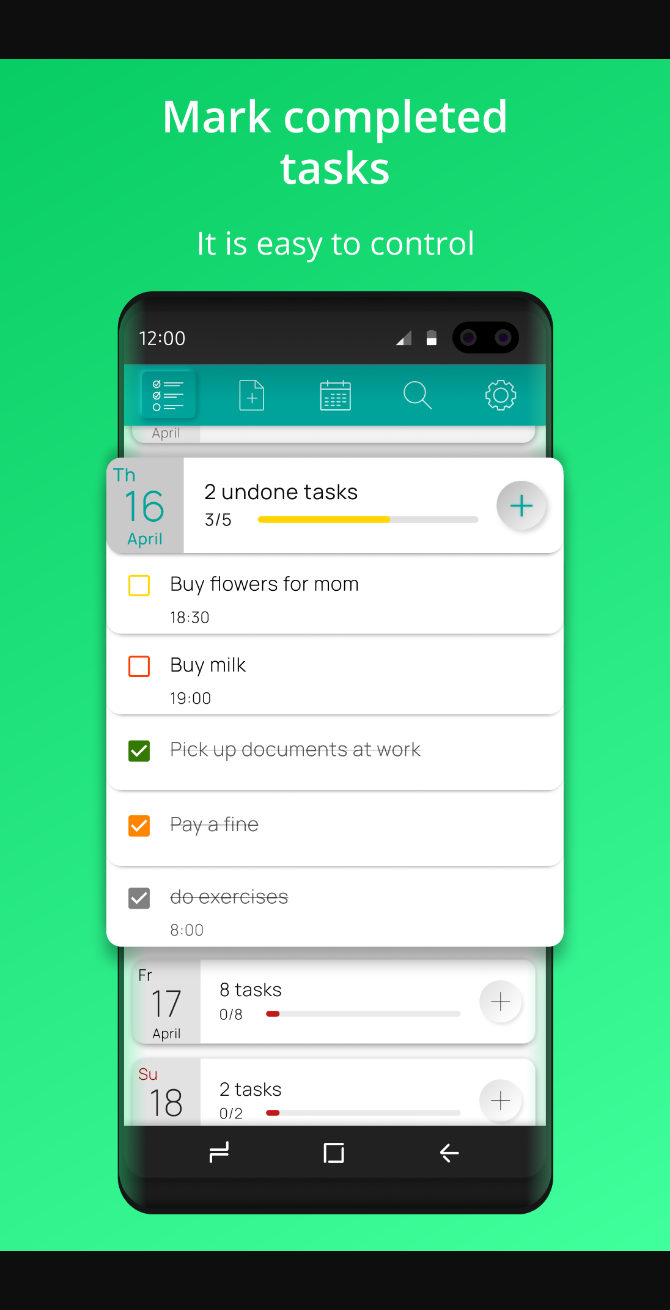 Mark completed
tasks
It is easy to control
12:00
April
Th
16
April
2 undone tasks
3/5
Buy flowers for mom
18:30
Buy milk
19:00
Pick up documents at work
Pay a fine
do exercises
8:00
Fr
17
April
8 tasks
0/8
Su
18
2 tasks
0/2